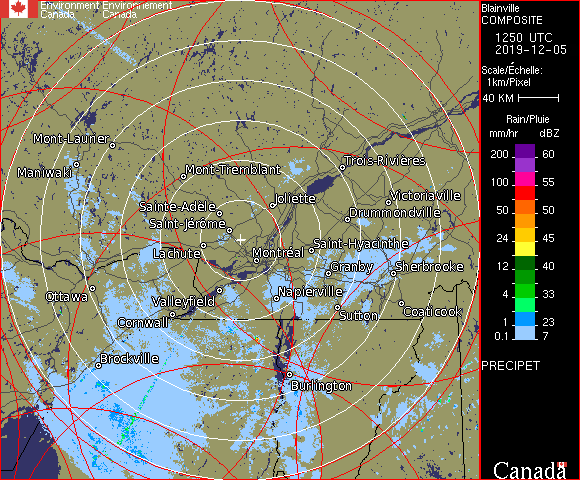 Environment Environnement
Canada Canada
Blainville
COMPOSITE
1250 UTC
2019-12-05
Scale/Échelle:
1km/Pixel
40 KM
Rain/Pluie
mm/hr dBZ
200 60
100 55
50 50
24 45
12 40
4 33
1 23
0.1 7
PRECIPET
Canada
Mont-Laurier
Maniwaki
Mont-Tremblant
Trois-Rivières
Sainte-Adèle
Joliette
Victoriaville
Saint-Jérôme
Drummondville
Lachute
Montréal
Saint-Hyacinthe
Granby
Sherbrooke
Ottawa
Valleyfield
Napierville
Cornwall
Sutton
Coaticook
Brockville
Burlington